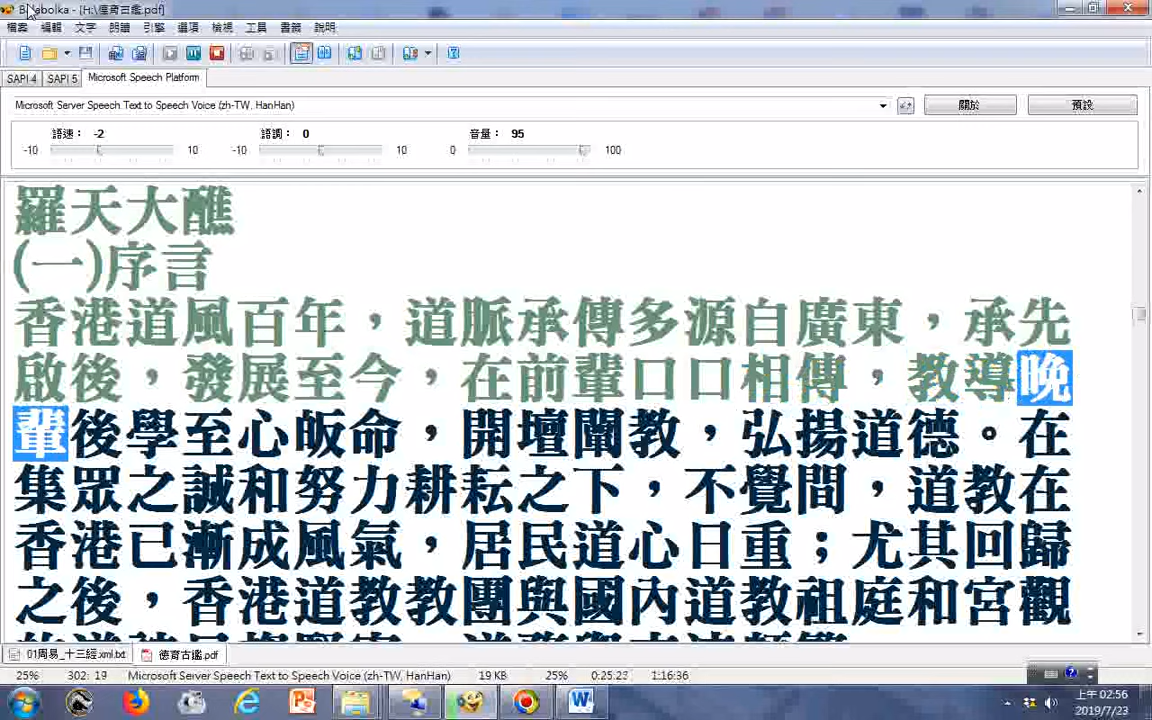 Balabolka - [H:\德育古鑑.pdf]
檔案 編輯 文字 朗讀 引擎 選項 檢視 工具 書籤 說明
SAPI 4 SAPI 5 Microsoft Speech Platform
Microsoft Server Speech Text to Speech Voice (zh-TW, HanHan) 關於 預設
語速: -2 語調: 0 音量: 95
-10 10 -10 10 0 100
羅天大醮
(一)序言
香港道風百年，道脈承傳多源自廣東，承先
啟後，發展至今，在前輩口口相傳，教導晚
輩後學至心皈命，開壇闡教，弘揚道德。在
集眾之誠和努力耕耘之下，不覺間，道教在
香港已漸成風氣，居民道心日重；尤其回歸
之後，香港道教教團與國內道教祖庭和宮觀
01周易_十三經.xml.txt 德育古鑑.pdf
25% 302: 19 Microsoft Server Speech Text to Speech Voice (zh-TW, HanHan) 19 KB 25% 0:25:23 1:16:36
上午 02:56
2019/7/23